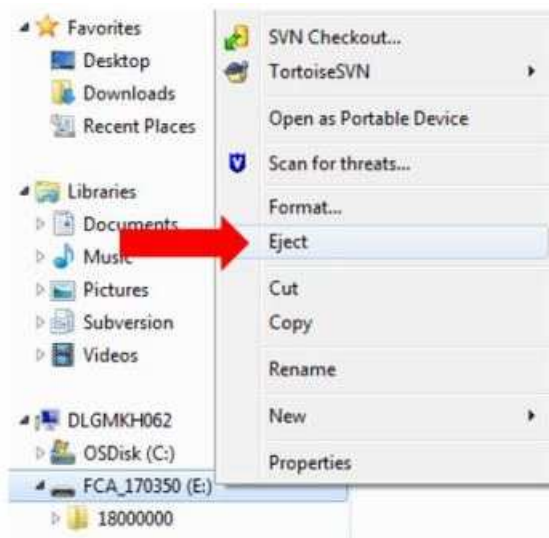 Favorites
Desktop
Downloads
Recent Places
Libraries
Documents
Music
Pictures
Subversion
Videos
DLGMKH062
OSDisk (C:)
FCA_170350 (E:)
18000000
SVN Checkout...
TortoiseSVN
Open as Portable Device
Scan for threats...
Format...
Eject
Cut
Copy
Rename
New
Properties